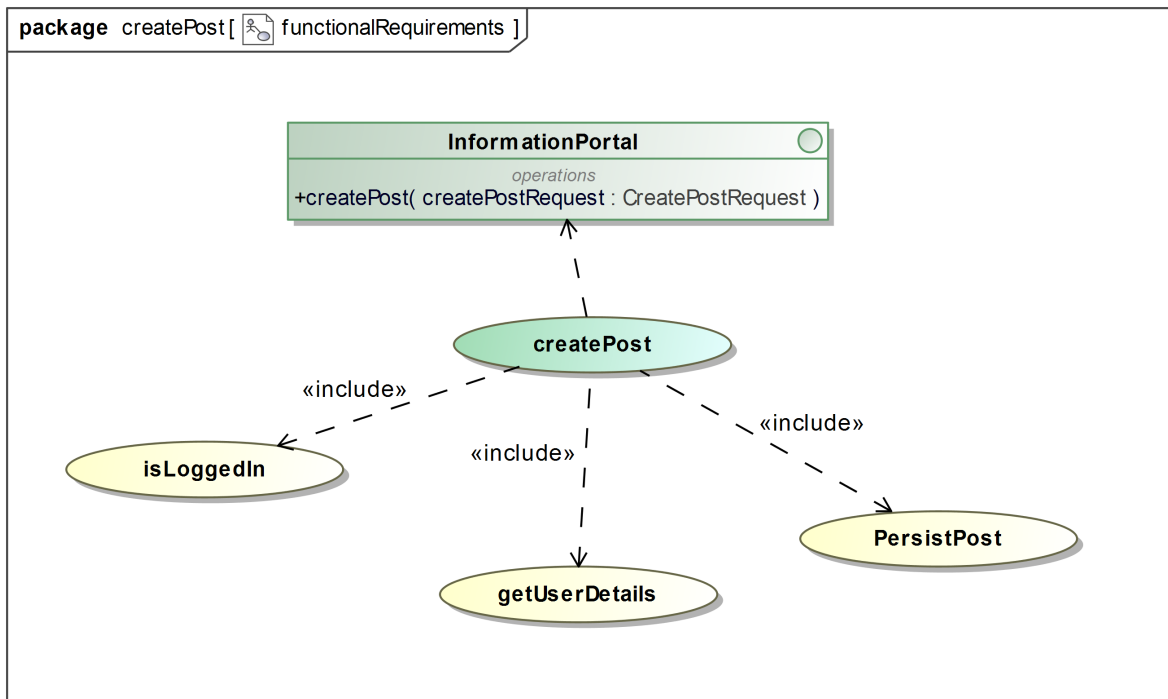 package createPost [ functionalRequirements ]
InformationPortal
operations
+createPost( createPostRequest : CreatePostRequest )
createPost
«include»
«include»
«include»
isLoggedIn
PersistPost
getUserDetails